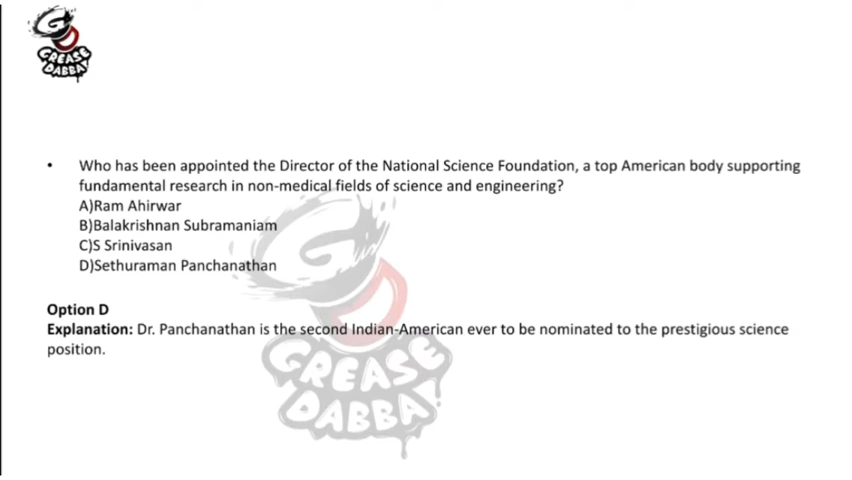 GREASE
DABBA
• Who has been appointed the Director of the National Science Foundation, a top American body supporting
fundamental research in non-medical fields of science and engineering?
A)Ram Ahirwar
B)Balakrishnan Subramaniam
C)S Srinivasan
D)Sethuraman Panchanathan
Option D
Explanation: Dr. Panchanathan is the second Indian-American ever to be nominated to the prestigious science
position.
GREASE
DABBA